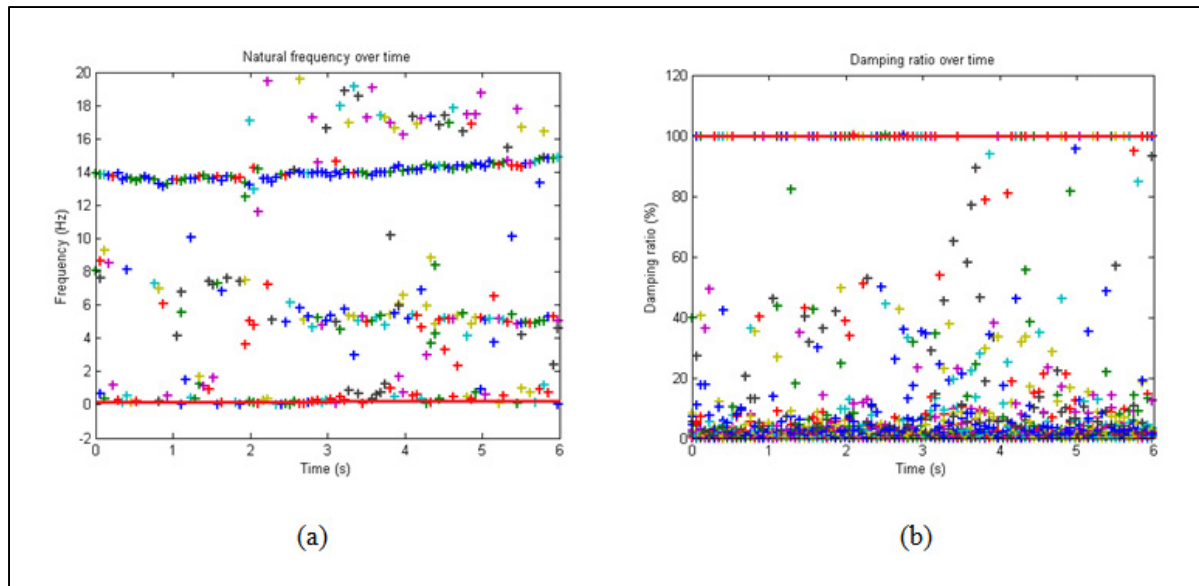 Natural frequency over time
20
18
16
14
12
10
8
6
4
2
0
-2
Frequency (Hz)
0 1 2 3 4 5 6
Time (s)
(a)
Damping ratio over time
120
100
80
60
40
20
0
Damping ratio (%)
0 1 2 3 4 5 6
Time (s)
(b)